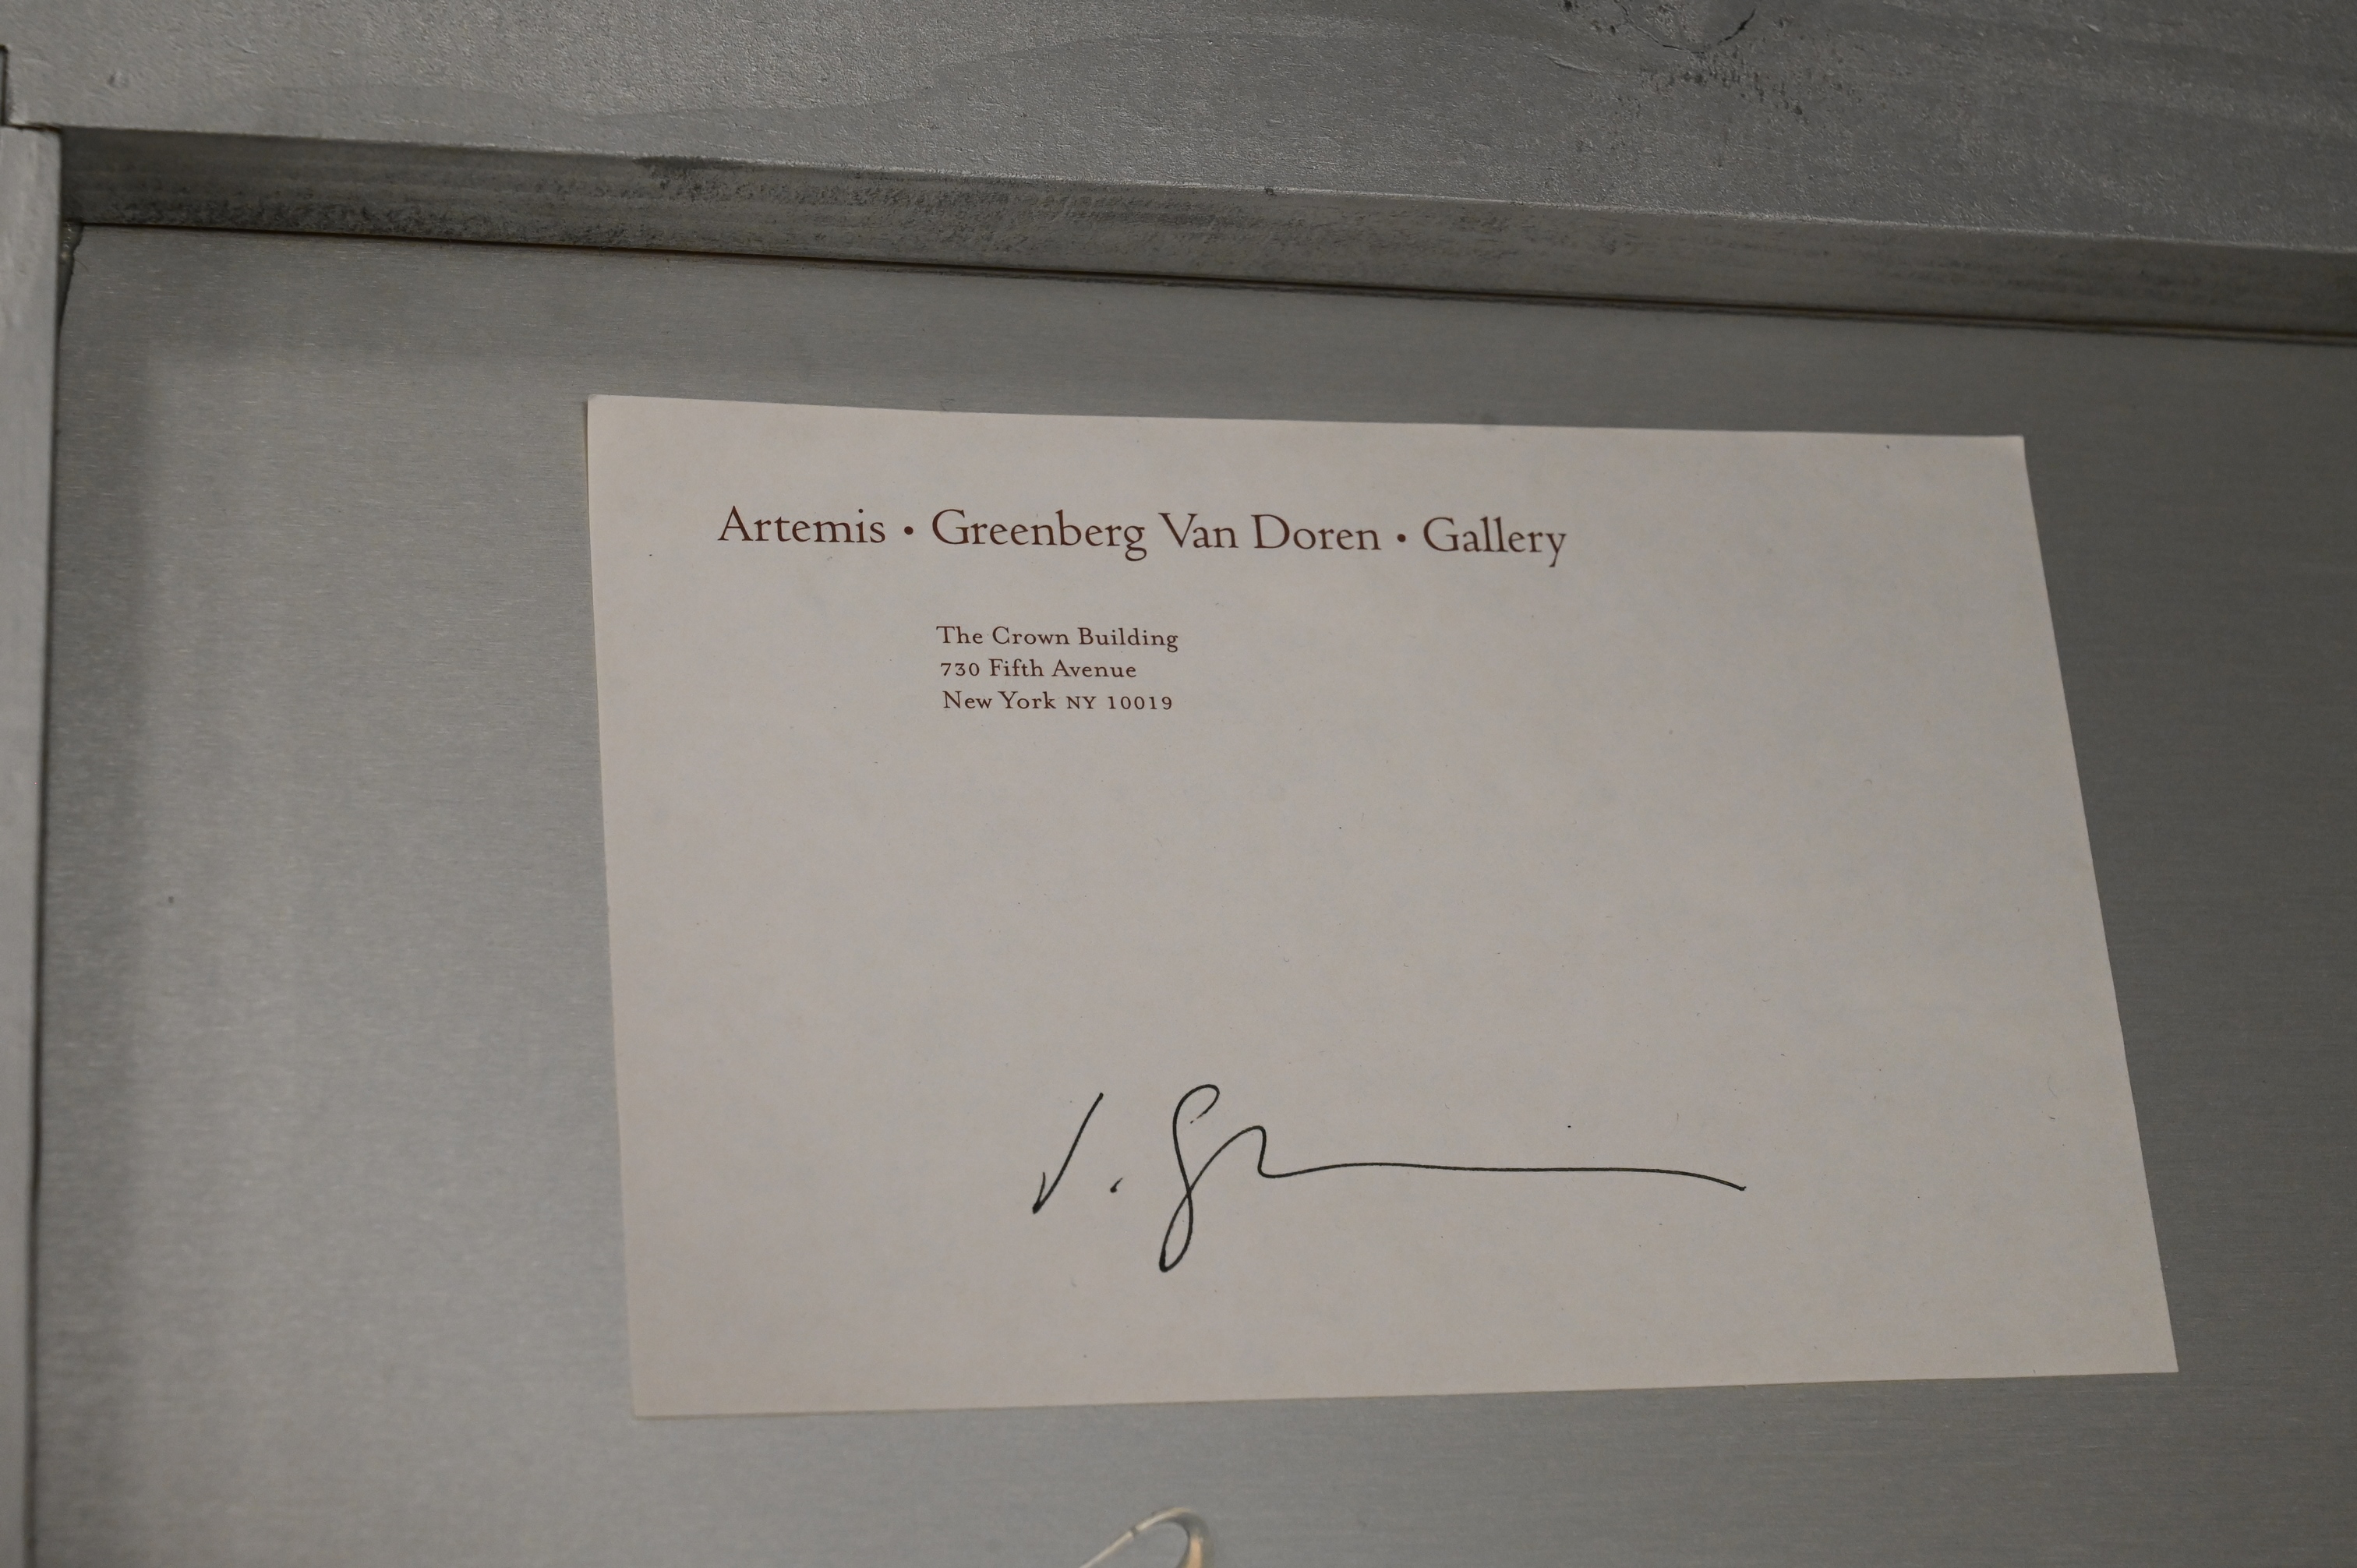 Artemis • Greenberg Van Doren • Gallery
The Crown Building
730 Fifth Avenue
New York NY 10019